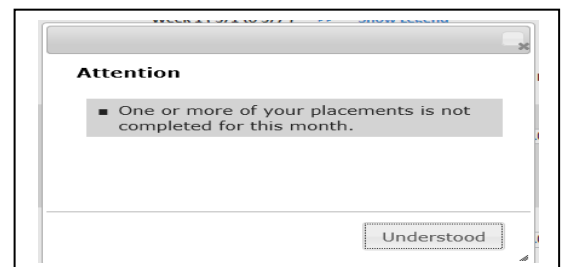 Attention
One or more of your placements is not
completed for this month.
Understood